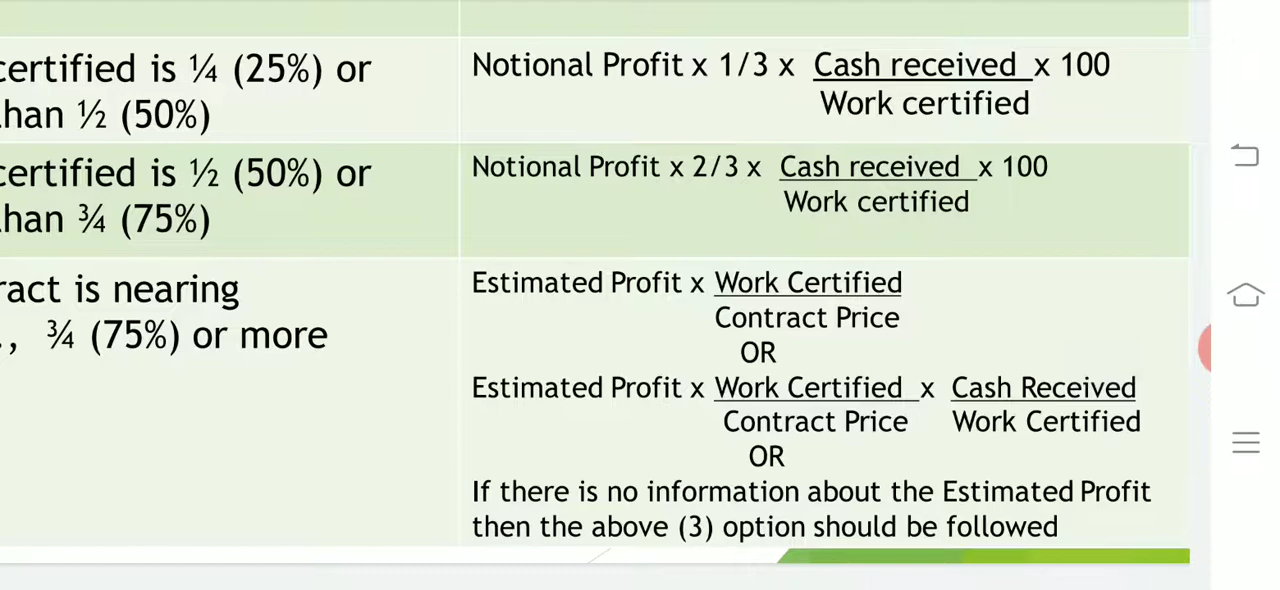 certified is ¼ (25%) or
than ½ (50%)
Notional Profit x 1/3 x Cash received x 100
Work certified
certified is ½ (50%) or
than ¾ (75%)
Notional Profit x 2/3 x Cash received x 100
Work certified
ract is nearing
., ¾ (75%) or more
Estimated Profit x Work Certified
Contract Price
OR
Estimated Profit x Work Certified x Cash Received
Contract Price Work Certified
OR
If there is no information about the Estimated Profit
then the above (3) option should be followed